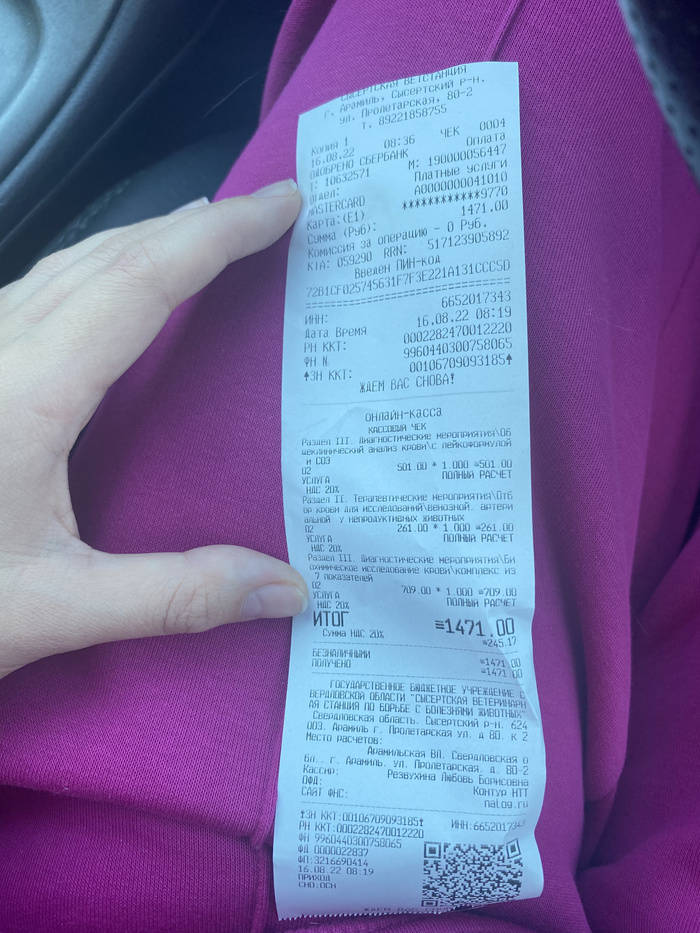 СЫСЕРТСКАЯ ВЕТСТАНЦИЯ
г. Арамиль, Сысертский р-н.
ул. Пролетарская, 80-2
Т. 89221858755
Копия 1
16.08.22 08:36 ЧЕК 0004
ОДОБРЕНО СБЕРБАНК Оплата
Т: 10632571 М: 190000056447
Отдел: Платные услуги
MASTERCARD A0000000041010
Карта:(E1) ************9770
Сумма (Руб): 1471.00
Комиссия за операцию - 0 Руб.
КТА: 059290 RRN: 517123905892
Введен ПИН-код
72B1CF025745631F7F3E221A131CCC5D
ИНН: 6652017343
Дата Время 16.08.22 08:19
РН ККТ: 0002282470012220
ФН N 9960440300758065
↑ЗН ККТ: 00106709093185↑
ЖДЕМ ВАС СНОВА!
онлайн-касса
КАССОВЫЙ ЧЕК
Раздел III. Диагностические мероприятия\Об
щеклинический анализ крови\с лейкоформулой
и СОЭ
02 501.00 * 1.000 =501.00
УСЛУГА ПОЛНЫЙ РАСЧЕТ
НДС 20%
Раздел II. Терапевтические мероприятия\Отб
ор крови для исследований\венозной, артери
альной у непродуктивных животных
02 261.00 * 1.000 =261.00
УСЛУГА ПОЛНЫЙ РАСЧЕТ
НДС 20%
Раздел III. Диагностические мероприятия\Би
охимическое исследование крови\комплекс из
7 показателей
02 709.00 * 1.000 =709.00
УСЛУГА ПОЛНЫЙ РАСЧЕТ
НДС 20%
ИТОГ =1471.00
Сумма НДС 20% =245.17
БЕЗНАЛИЧНЫМИ =1471.00
ПОЛУЧЕНО =1471.00
ГОСУДАРСТВЕННОЕ БЮДЖЕТНОЕ УЧРЕЖДЕНИЕ С
ВЕРДЛОВСКОЙ ОБЛАСТИ "СЫСЕРТСКАЯ ВЕТЕРИНАРН
АЯ СТАНЦИЯ ПО БОРЬБЕ С БОЛЕЗНЯМИ ЖИВОТНЫХ"
Свердловская область. Сысертский р-н. 624
003. Арамиль г. Пролетарская ул. д 80. к 2
Место расчетов:
Арамильская ВЛ. Свердловская о
бл.. г. Арамиль. ул. Пролетарская. д. 80-2
Кассир: Резвухина Любовь Борисовна
ОФД: Контур НТТ
САЙТ ФНС: nalog.ru
↑ЗН ККТ:00106709093185↑
РН ККТ:0002282470012220 ИНН:6652017343
ФН 9960440300758065
ФД 0000022837
ФП:3216690414
16.08.22 08:19
ПРИХОД
СНО:ОСН